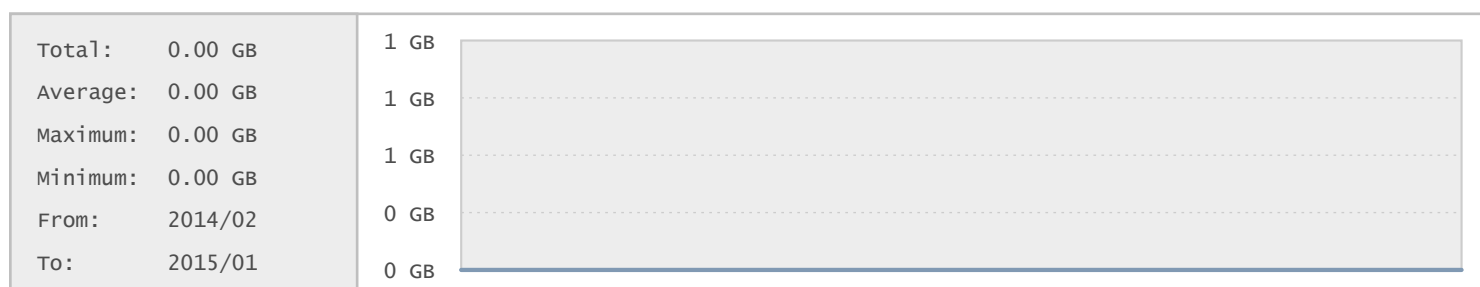 Total: 0.00 GB
Average: 0.00 GB
Maximum: 0.00 GB
Minimum: 0.00 GB
From: 2014/02
To: 2015/01
1 GB
1 GB
1 GB
0 GB
0 GB